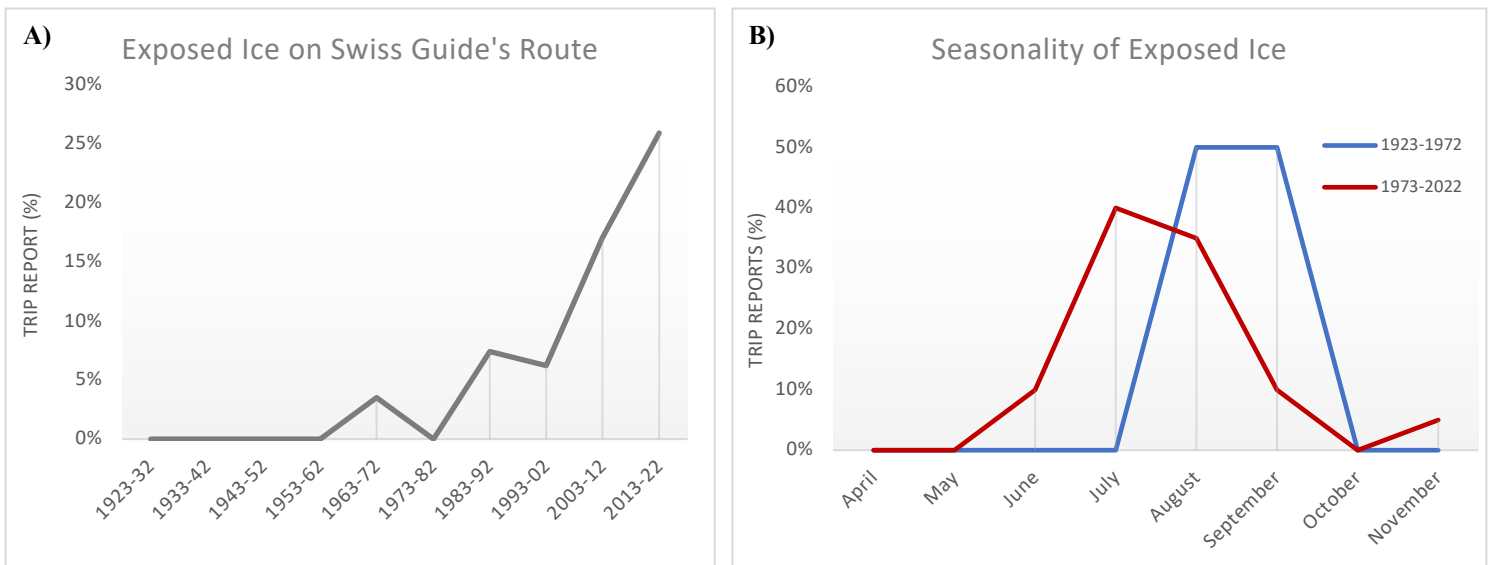 A)
Exposed Ice on Swiss Guide's Route
TRIP REPORT (%)
30%
25%
20%
15%
10%
5%
0%
1923-32
1933-42
1943-52
1953-62
1963-72
1973-82
1983-92
1993-02
2003-12
2013-22
B)
Seasonality of Exposed Ice
TRIP REPORTS (%)
60%
50%
40%
30%
20%
10%
0%
1923-1972
1973-2022
April
May
June
July
August
September
October
November